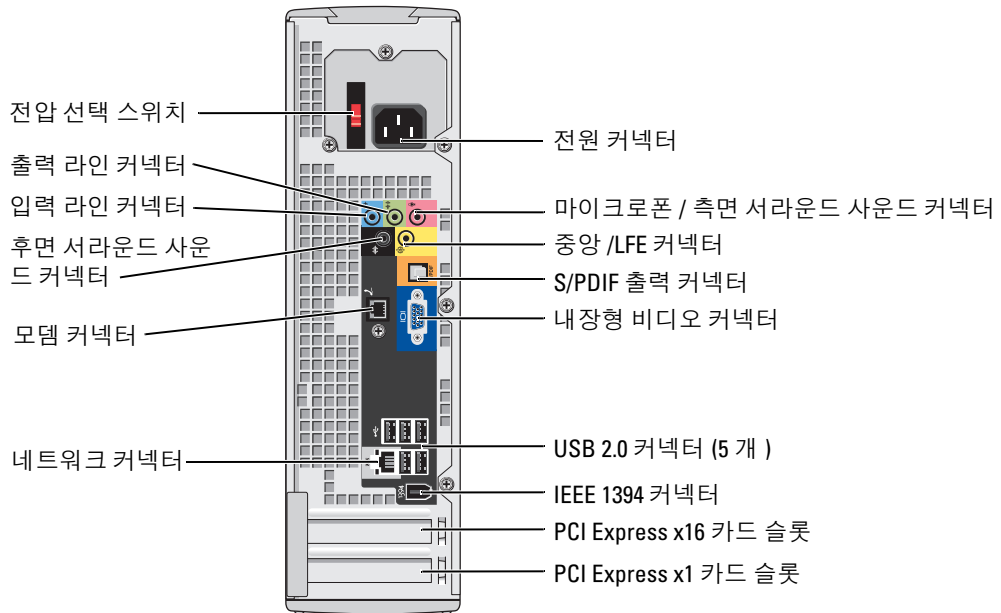 전압 선택 스위치
출력 라인 커넥터
입력 라인 커넥터
후면 서라운드 사운
드 커넥터
모뎀 커넥터
네트워크 커넥터
전원 커넥터
마이크로폰 / 측면 서라운드 사운드 커넥터
중앙 /LFE 커넥터
S/PDIF 출력 커넥터
내장형 비디오 커넥터
USB 2.0 커넥터 (5 개 )
IEEE 1394 커넥터
PCI Express x16 카드 슬롯
PCI Express x1 카드 슬롯
1394